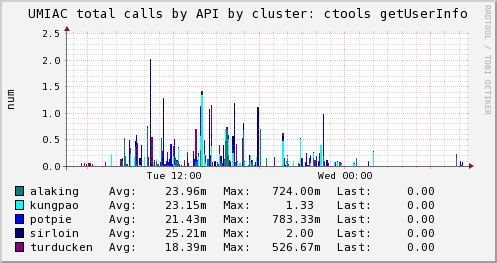 UMIAC total calls by API by cluster: ctools getUserInfo
RRDTOOL / TOBI OETIKER
num
2.5
2.0
1.5
1.0
0.5
0.0
Tue 12:00 Wed 00:00
alaking Avg: 23.96m Max: 724.00m Last: 0.00
kungpao Avg: 23.15m Max: 1.33 Last: 0.00
potpie Avg: 21.43m Max: 783.33m Last: 0.00
sirloin Avg: 25.21m Max: 2.00 Last: 0.00
turducken Avg: 18.39m Max: 526.67m Last: 0.00